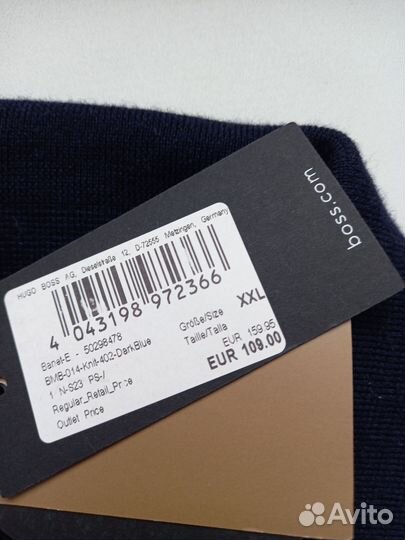 boss.com
HUGO BOSS AG, Dieselstraße 12, D-72555 Metzingen, Germany
4 043198 972366
XXL
Größe/Size
Taille/Talla
Banet-E - 50298478
BMB-014-Knit-402-DarkBlue
1 N-S23 PS-/
Regular_Retail_Price EUR 159.95
Outlet Price EUR 109.00
Avito